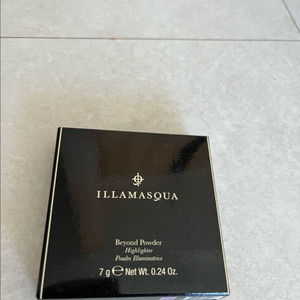 ILLAMASQUA
Beyond Powder
Highlighter
Poudre Illuminatrice
7 g ℮ Net Wt. 0.24 Oz.